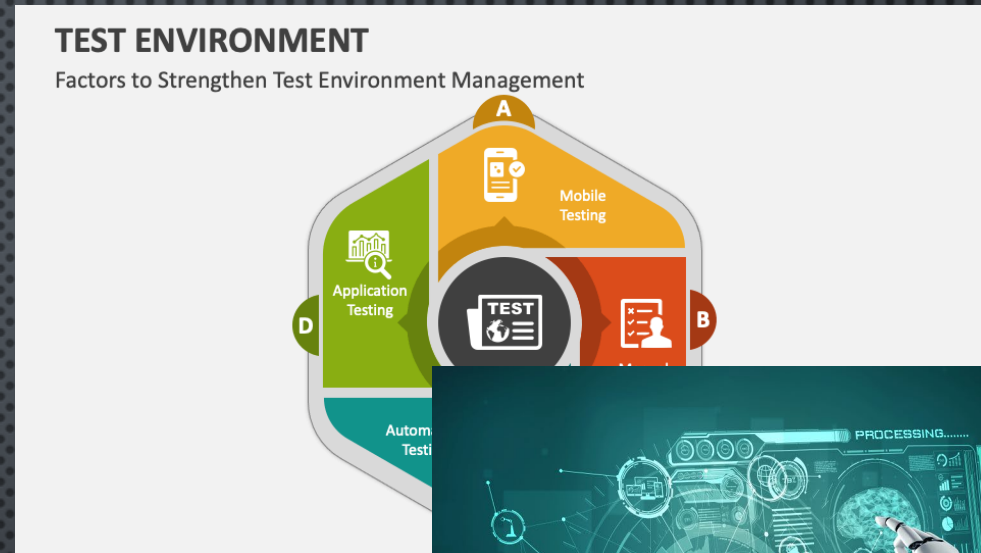 TEST ENVIRONMENT
Factors to Strengthen Test Environment Management
A
Mobile
Testing
Application
Testing
TEST
D
B
PROCESSING........